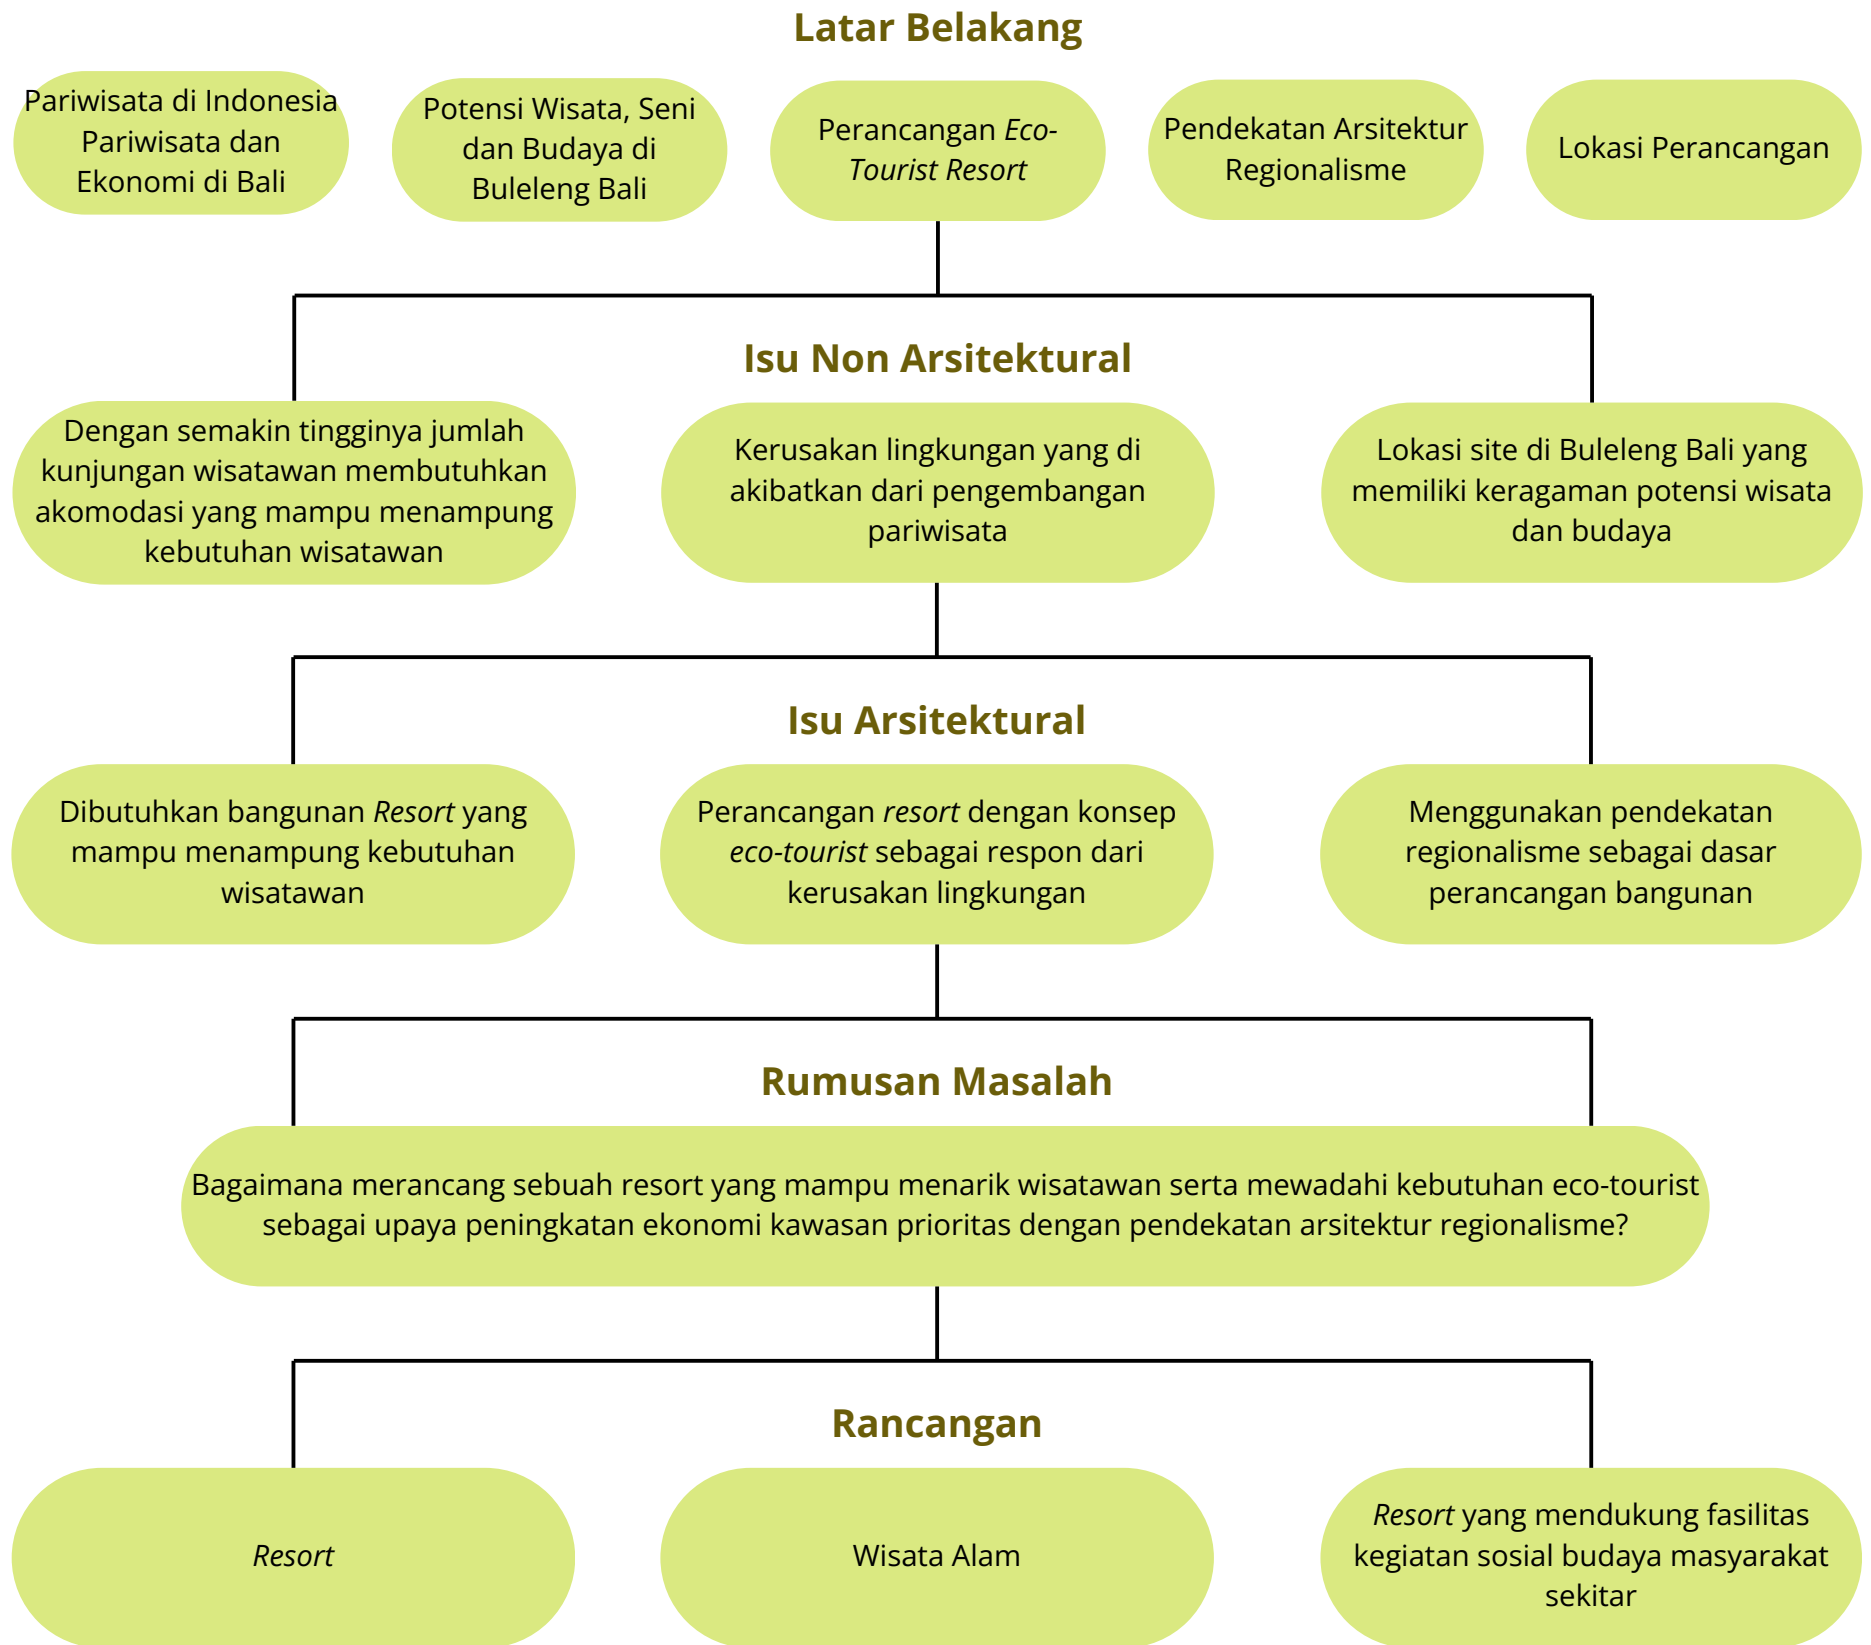 Latar Belakang
Pariwisata di Indonesia
Pariwisata dan
Ekonomi di Bali
Potensi Wisata, Seni
dan Budaya di
Buleleng Bali
Perancangan Eco-
Tourist Resort
Pendekatan Arsitektur
Regionalisme
Lokasi Perancangan
Isu Non Arsitektural
Dengan semakin tingginya jumlah
kunjungan wisatawan membutuhkan
akomodasi yang mampu menampung
kebutuhan wisatawan
Kerusakan lingkungan yang di
akibatkan dari pengembangan
pariwisata
Lokasi site di Buleleng Bali yang
memiliki keragaman potensi wisata
dan budaya
Isu Arsitektural
Dibutuhkan bangunan Resort yang
mampu menampung kebutuhan
wisatawan
Perancangan resort dengan konsep
eco-tourist sebagai respon dari
kerusakan lingkungan
Menggunakan pendekatan
regionalisme sebagai dasar
perancangan bangunan
Rumusan Masalah
Bagaimana merancang sebuah resort yang mampu menarik wisatawan serta mewadahi kebutuhan eco-tourist
sebagai upaya peningkatan ekonomi kawasan prioritas dengan pendekatan arsitektur regionalisme?
Rancangan
Resort
Wisata Alam
Resort yang mendukung fasilitas
kegiatan sosial budaya masyarakat
sekitar